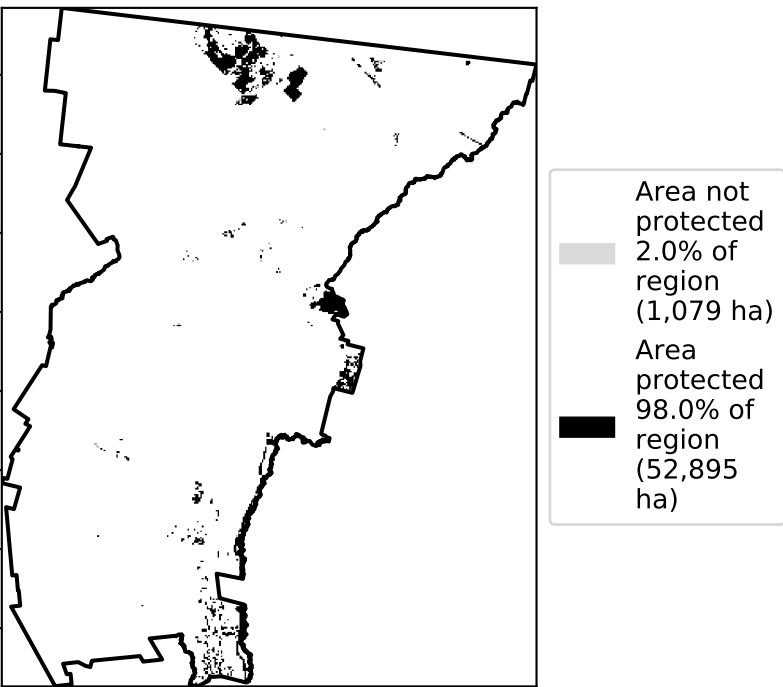 Area not
protected
2.0% of
region
(1,079 ha)
Area
protected
98.0% of
region
(52,895
ha)